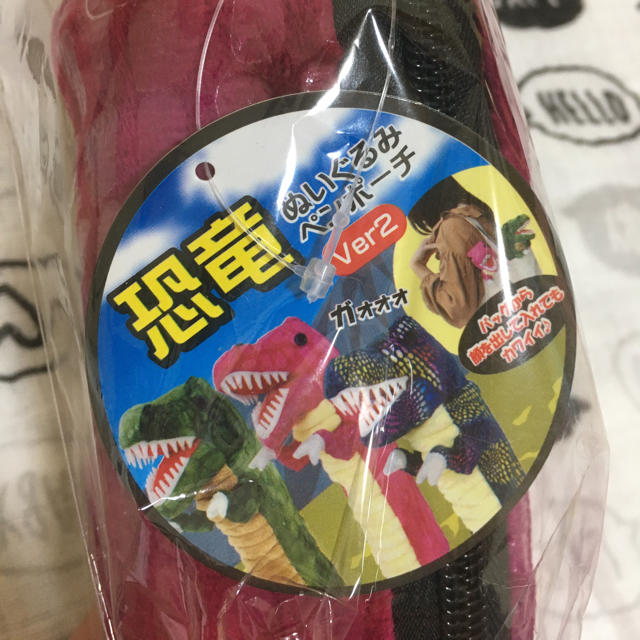 恐竜
ぬいぐるみ
ペンポーチ
Ver2
ガォオオ
バッグから
顔を出して入れても
カワイイ♪
HELLO